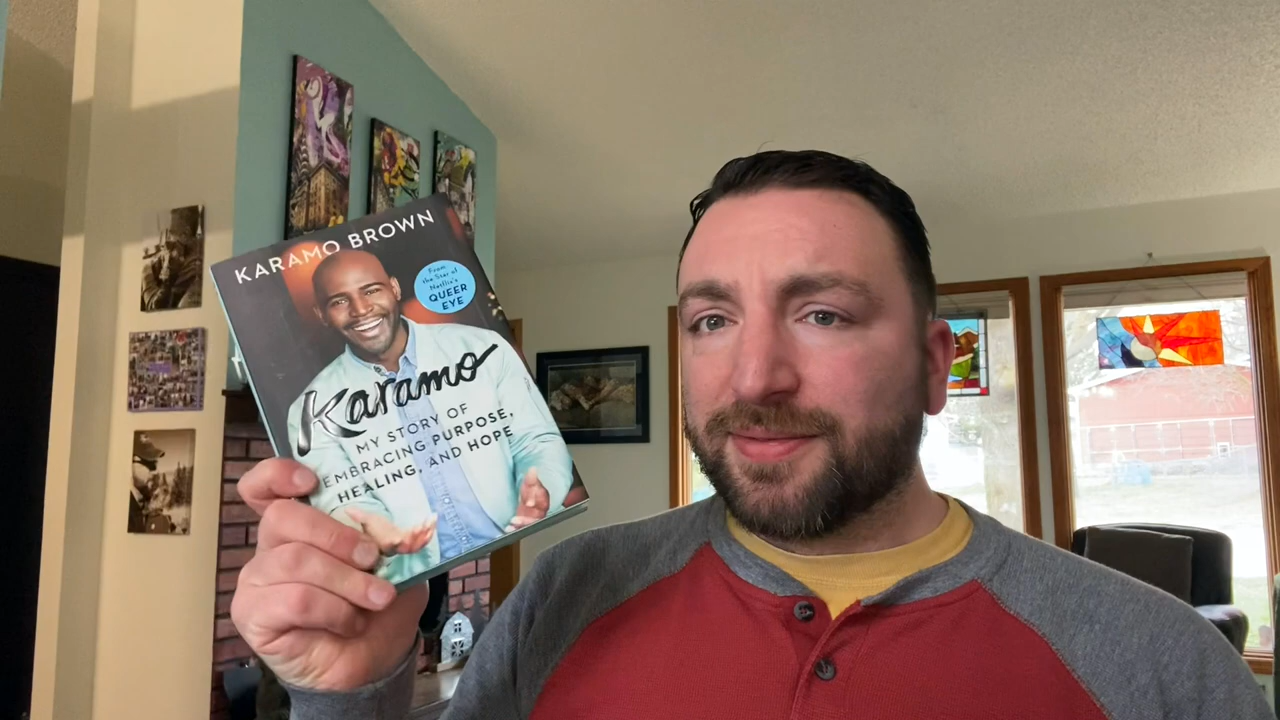 KARAMO BROWN
From
the Star of
Netflix's
QUEER
EYE
Karamo
MY STORY OF
EMBRACING PURPOSE,
HEALING, AND HOPE